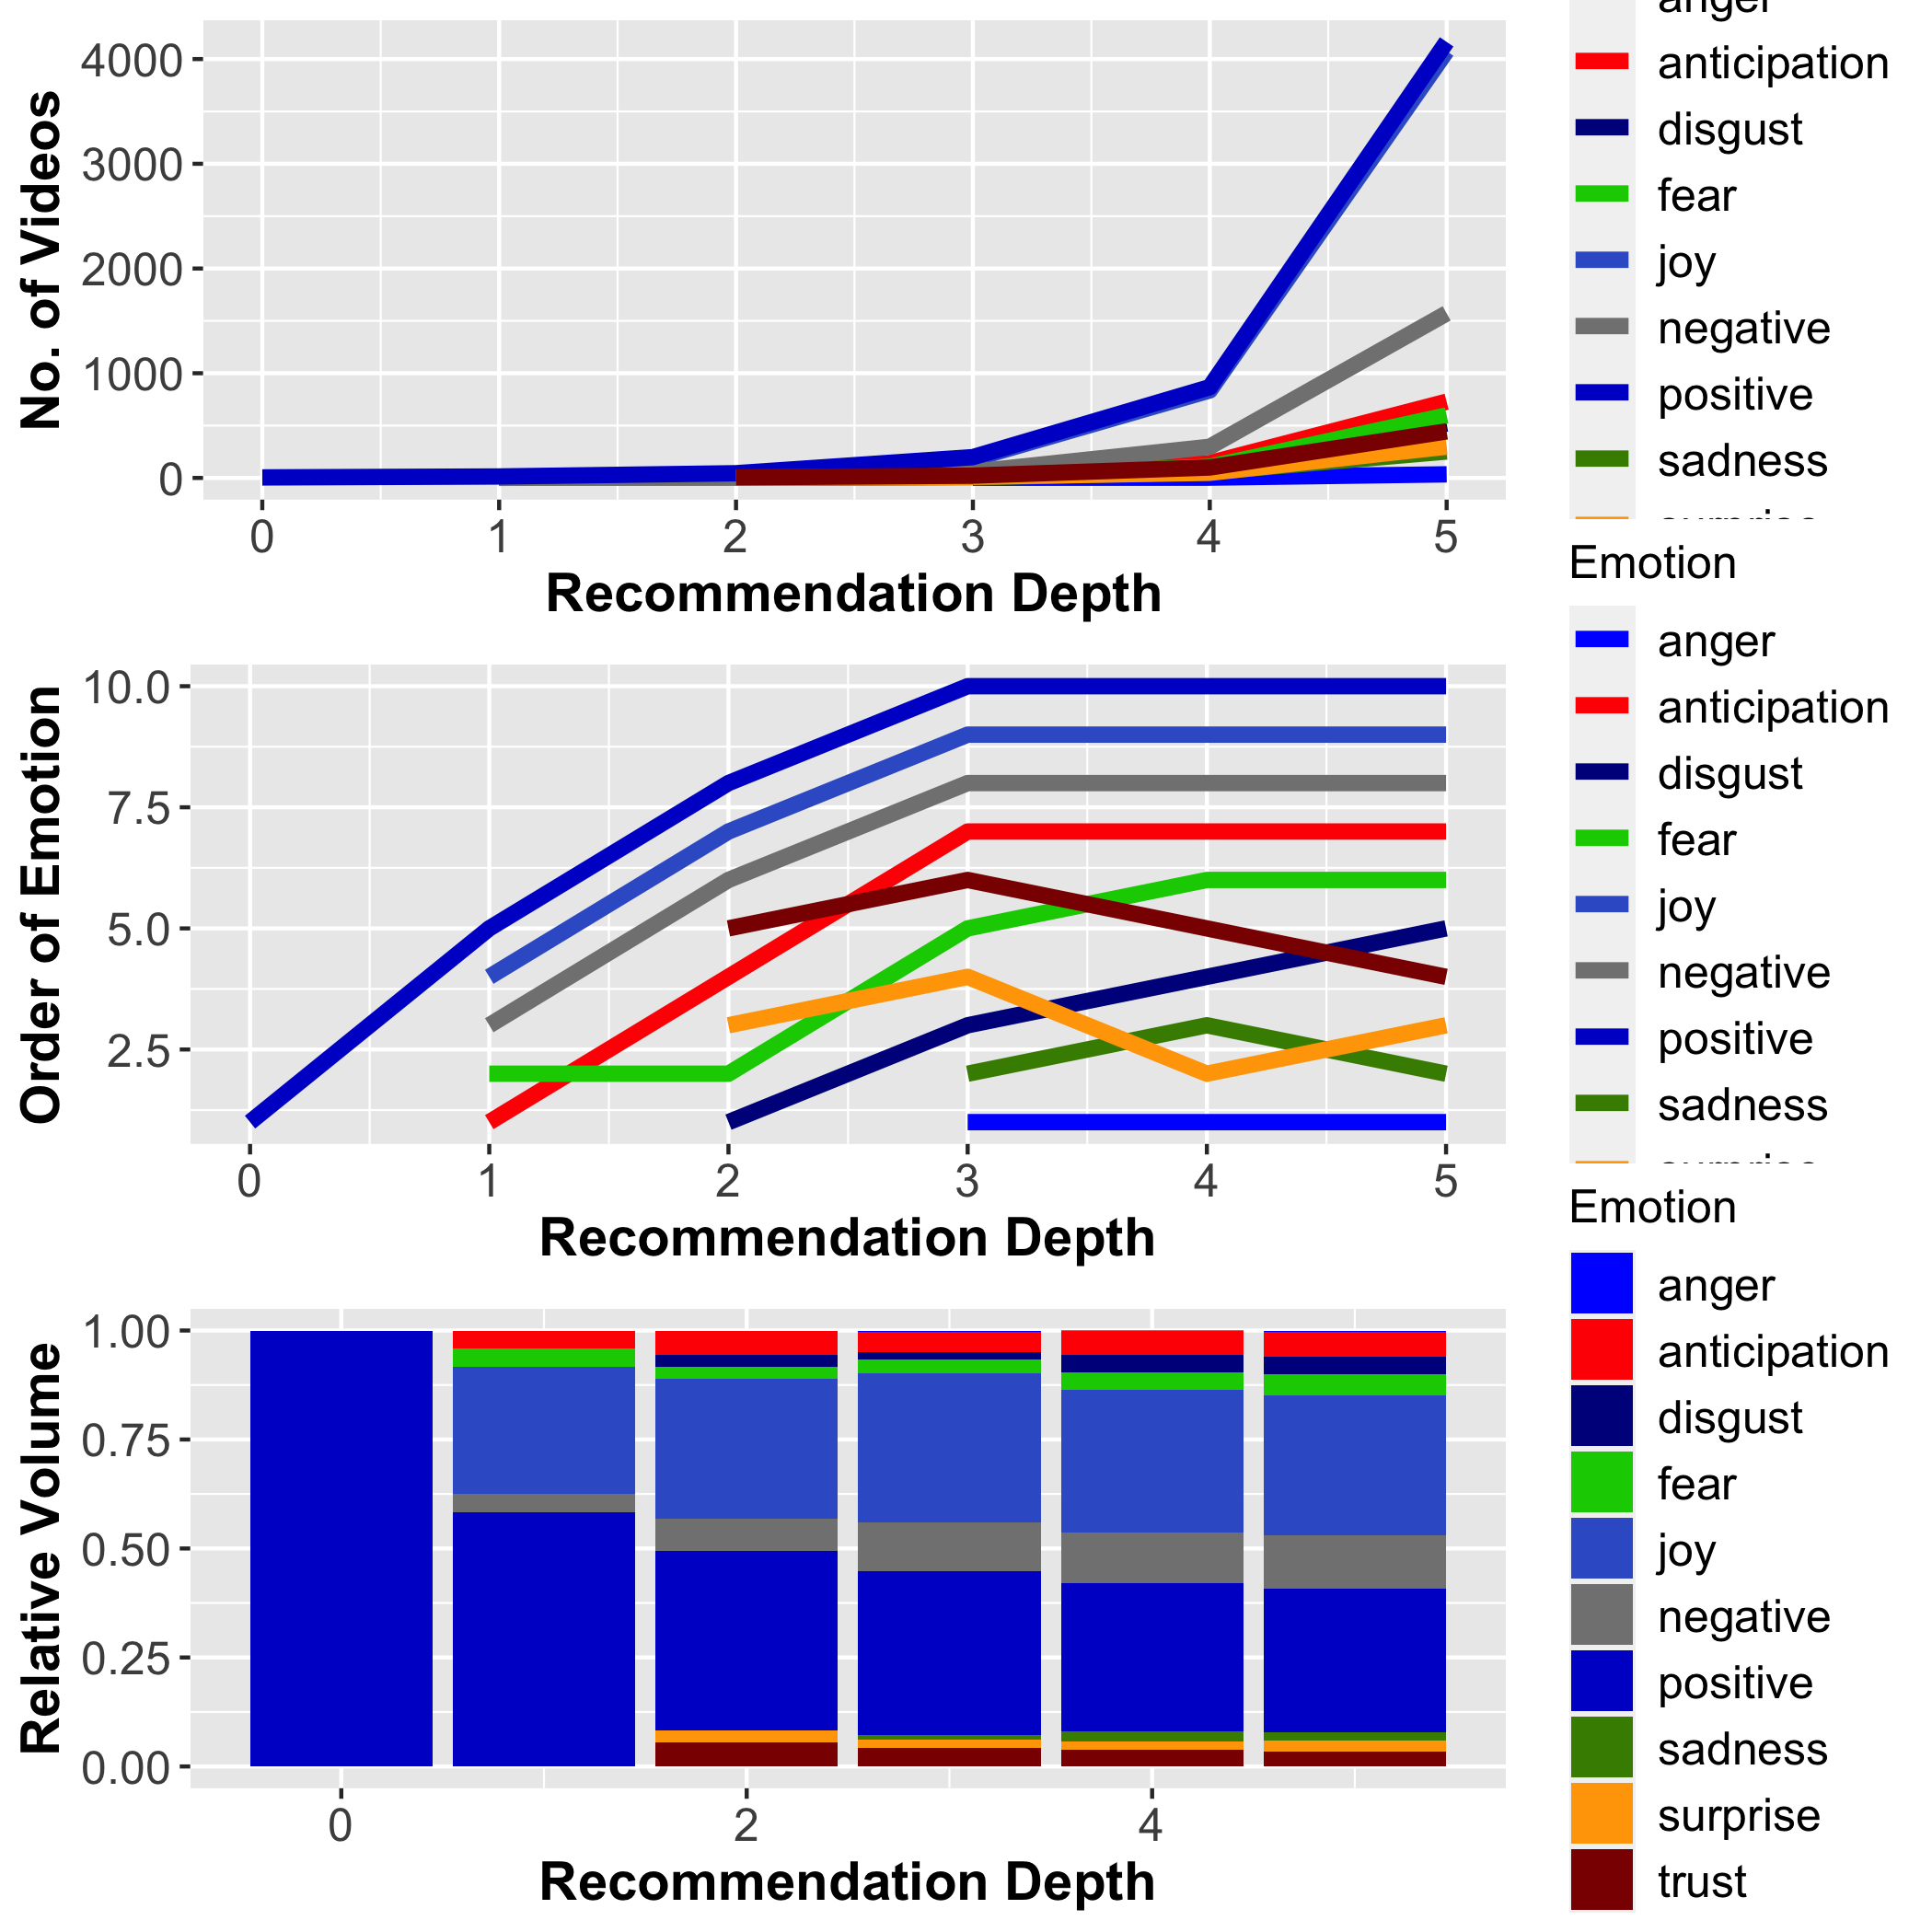 No. of Videos
4000
3000
2000
1000
0
0 1 2 3 4 5
Recommendation Depth
anger
anticipation
disgust
fear
joy
negative
positive
sadness
surprise
Order of Emotion
10.0
7.5
5.0
2.5
0 1 2 3 4 5
Recommendation Depth
Emotion
anger
anticipation
disgust
fear
joy
negative
positive
sadness
surprise
Relative Volume
1.00
0.75
0.50
0.25
0.00
0 2 4
Recommendation Depth
Emotion
anger
anticipation
disgust
fear
joy
negative
positive
sadness
surprise
trust